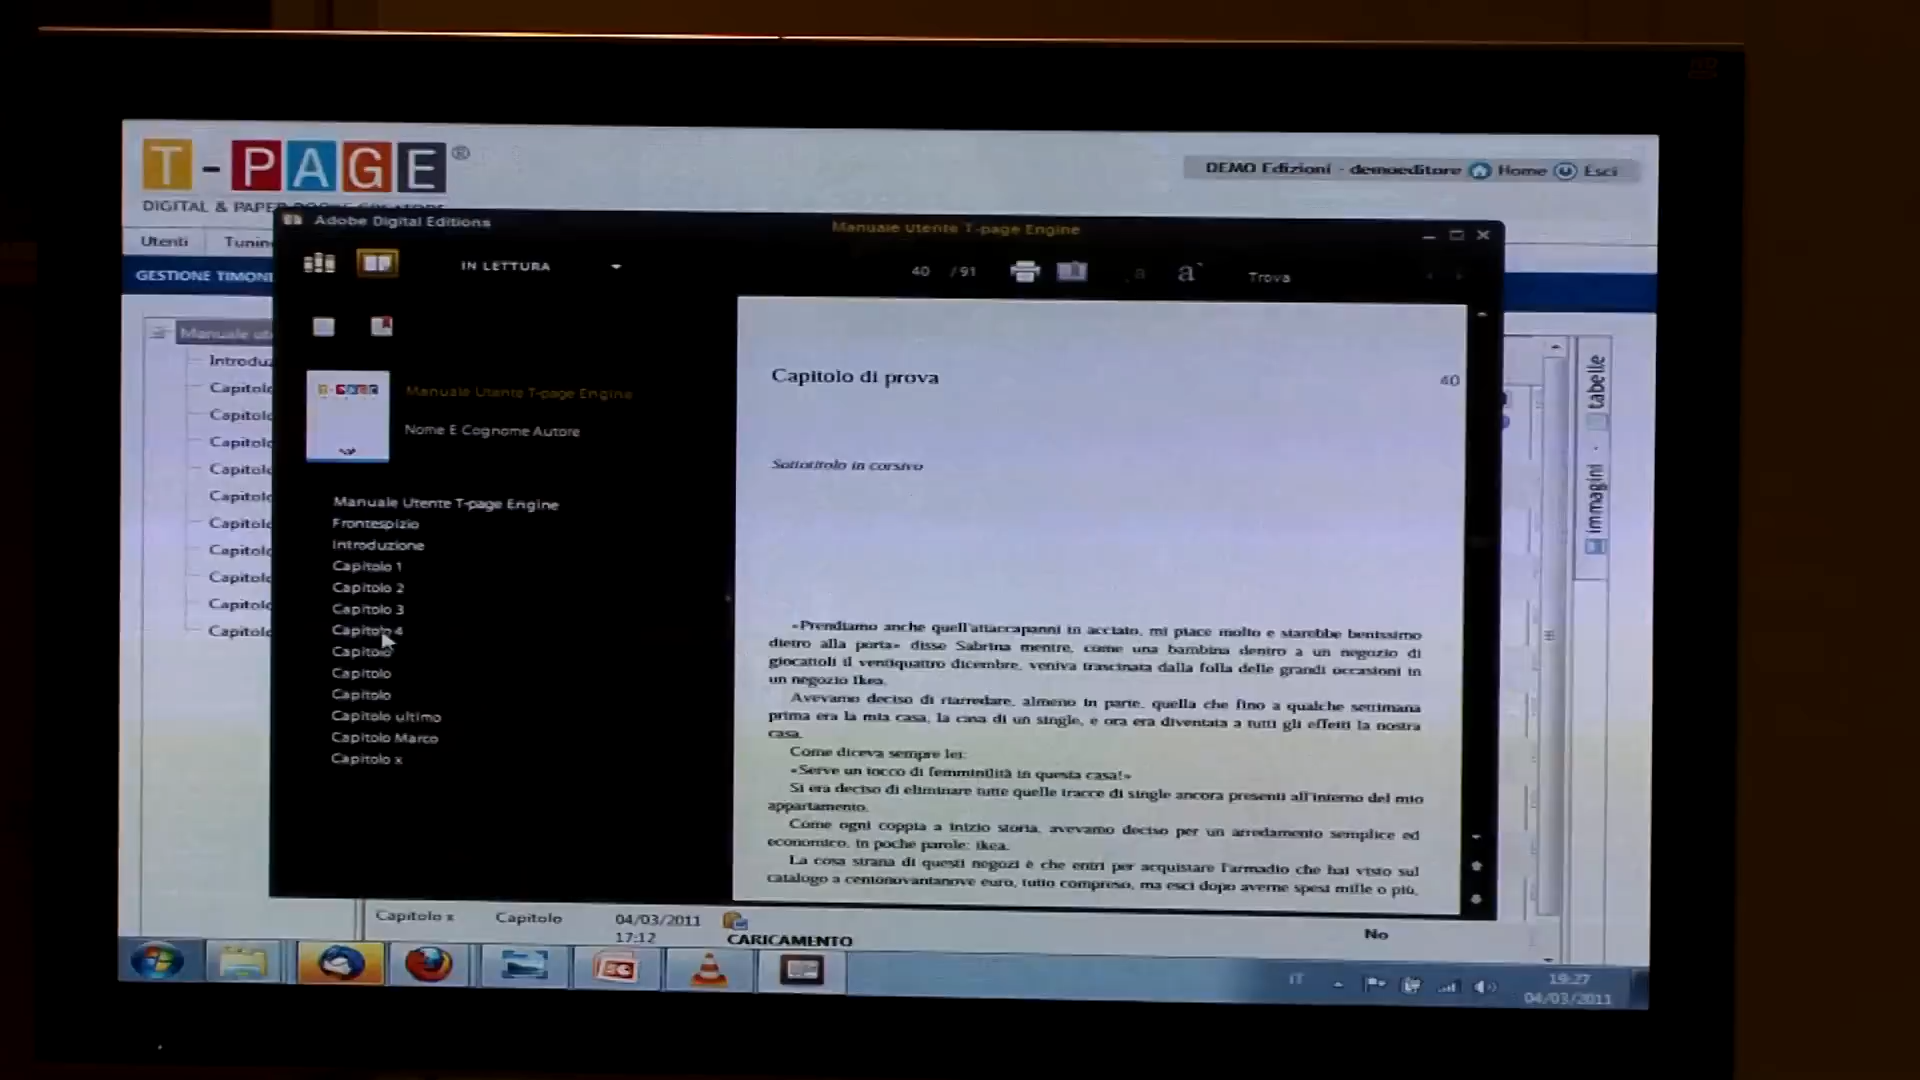 T-PAGE®
DIGITAL & PAPER
DEMO Edizioni - demoeditore Home Esci
Utenti
GESTIONE
Adobe Digital Editions
Manuale Utente T-page Engine
IN LETTURA
40 / 91
a a
Trova
Manuale
Manuale Utente T-page Engine
Nome E Cognome Autore
Manuale Utente T-page Engine
Frontespizio
Introduzione
Capitolo 1
Capitolo 2
Capitolo 3
Capitolo 4
Capitolo
Capitolo
Capitolo
Capitolo ultimo
Capitolo Marco
Capitolo x
Capitolo di prova
40
Sottotitolo in corsivo
«Prendiamo anche quell'attaccapanni in acciaio, mi piace molto e starebbe benissimo
dietro alla porta» disse Sabrina mentre, come una bambina dentro a un negozio di
giocattoli il ventiquattro dicembre, veniva trascinata dalla folla delle grandi occasioni in
un negozio Ikea.
Avevamo deciso di riarredare, almeno in parte, quella che fino a qualche settimana
prima era la mia casa, la casa di un single, e ora era diventata a tutti gli effetti la nostra
casa.
Come diceva sempre lei:
«Serve un tocco di femminilità in questa casa!»
Si era deciso di eliminare tutte quelle tracce di single ancora presenti all'interno del mio
appartamento.
Come ogni coppia a inizio storia, avevamo deciso per un arredamento semplice ed
economico, in poche parole: ikea.
La cosa strana di questi negozi è che entri per acquistare l'armadio che hai visto sul
catalogo a centonovantanove euro, tutto compreso, ma esci dopo averne spesi mille o più,
tabelle
immagini
Capitolo x Capitolo 04/03/2011
17:12
CARICAMENTO
No
IT
19:27
04/03/2011